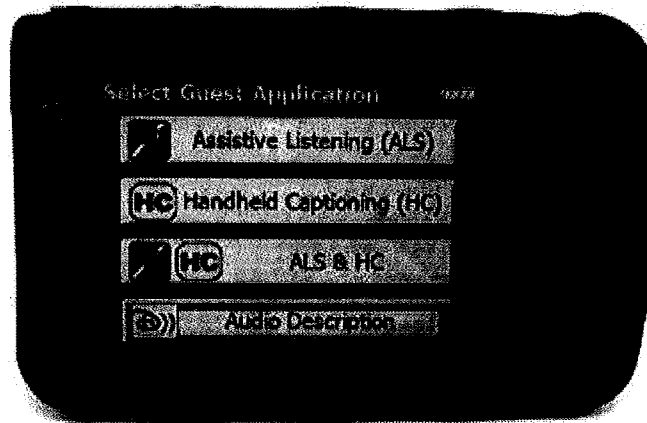 Select Guest Application
Assistive Listening (ALS)
HC Handheld Captioning (HC)
HC ALS & HC
Audio Description